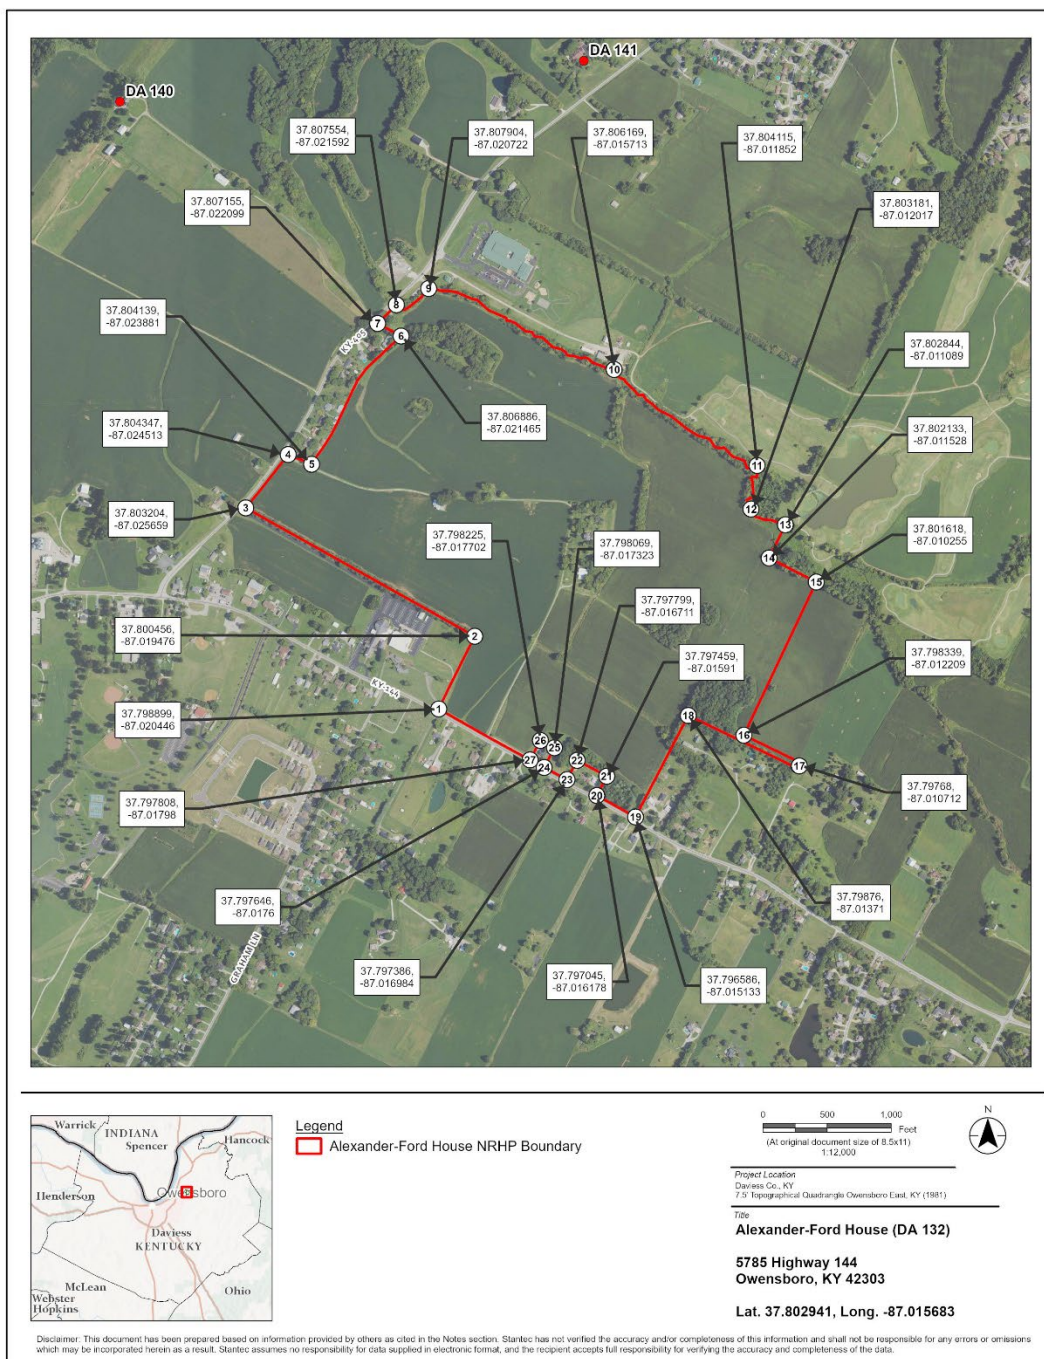 DA 141
DA 140
37.807554,
-87.021592
37.807904,
-87.020722
37.806169,
-87.015713
37.804115,
-87.011852
37.803181,
-87.012017
37.807155,
-87.022099
37.804139,
-87.023881
37.802844,
-87.011089
37.804347,
-87.024513
37.806886,
-87.021465
37.802133,
-87.011528
37.803204,
-87.025659
37.798225,
-87.017702
37.798069,
-87.017323
37.801618,
-87.010255
37.797799,
-87.016711
37.800456,
-87.019476
37.797459,
-87.01591
37.798339,
-87.012209
37.798899,
-87.020446
37.797808,
-87.01798
37.79768,
-87.010712
37.797646,
-87.0176
37.79876,
-87.01371
37.797386,
-87.016984
37.797045,
-87.016178
37.796586,
-87.015133
KY-405
KY-144
GRAHAM LN
1
2
3
4
5
6
7
8
9
10
11
12
13
14
15
16
17
18
19
20
21
22
23
24
25
26
27
Warrick
INDIANA
Spencer
Hancock
Henderson
Owensboro
Daviess
KENTUCKY
McLean
Ohio
Webster
Hopkins
Legend
Alexander-Ford House NRHP Boundary
0 500 1,000
Feet
(At original document size of 8.5x11)
1:12,000
N
Project Location
Daviess Co., KY
7.5' Topographical Quadrangle Owensboro East, KY (1981)
Title
Alexander-Ford House (DA 132)
5785 Highway 144
Owensboro, KY 42303
Lat. 37.802941, Long. -87.015683
Disclaimer: This document has been prepared based on information provided by others as cited in the Notes section. Stantec has not verified the accuracy and/or completeness of this information and shall not be responsible for any errors or omissions
which may be incorporated herein as a result. Stantec assumes no responsibility for data supplied in electronic format, and the recipient accepts full responsibility for verifying the accuracy and completeness of the data.